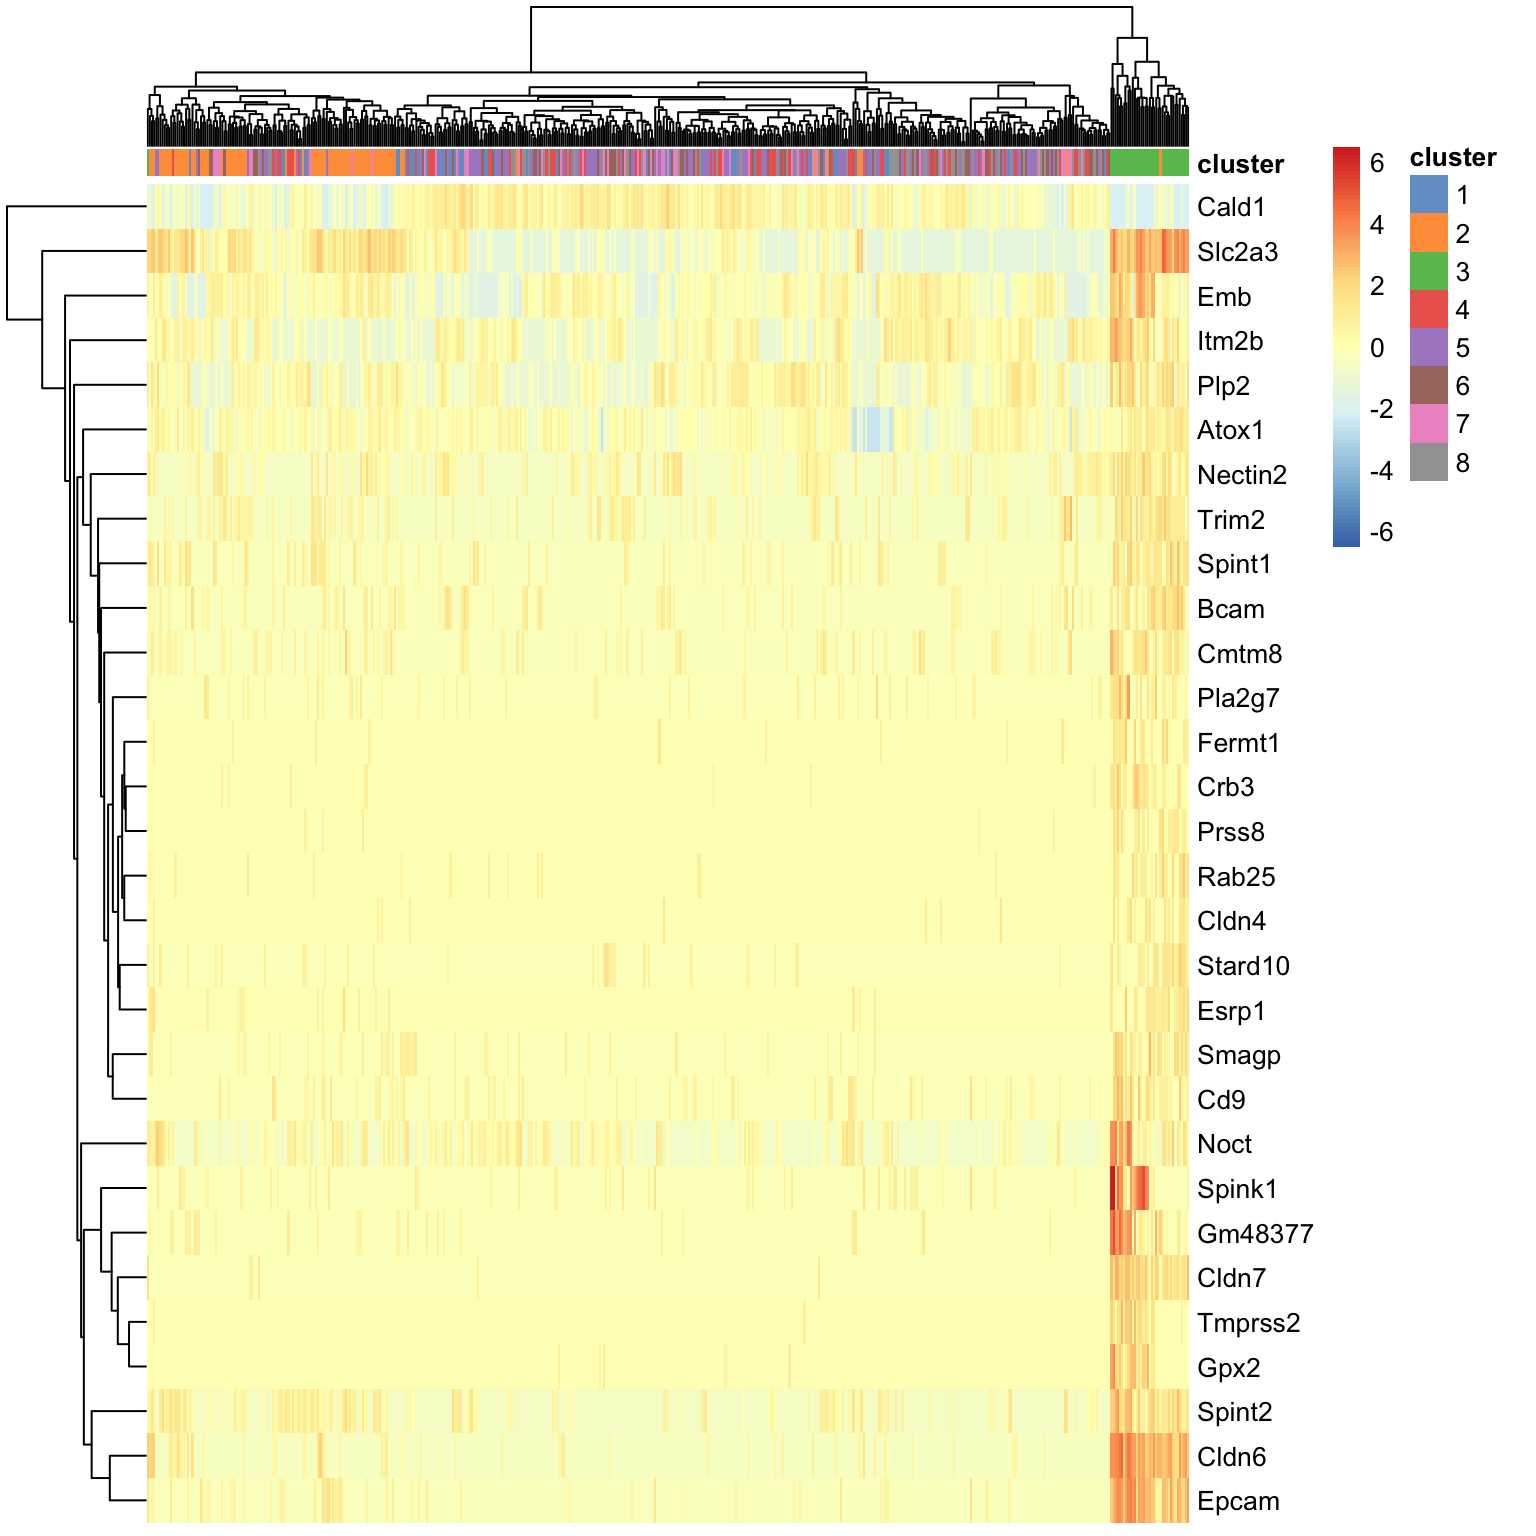 cluster
Cald1
Slc2a3
Emb
Itm2b
Plp2
Atox1
Nectin2
Trim2
Spint1
Bcam
Cmtm8
Pla2g7
Fermt1
Crb3
Prss8
Rab25
Cldn4
Stard10
Esrp1
Smagp
Cd9
Noct
Spink1
Gm48377
Cldn7
Tmprss2
Gpx2
Spint2
Cldn6
Epcam
6
4
2
0
-2
-4
-6
cluster
1
2
3
4
5
6
7
8